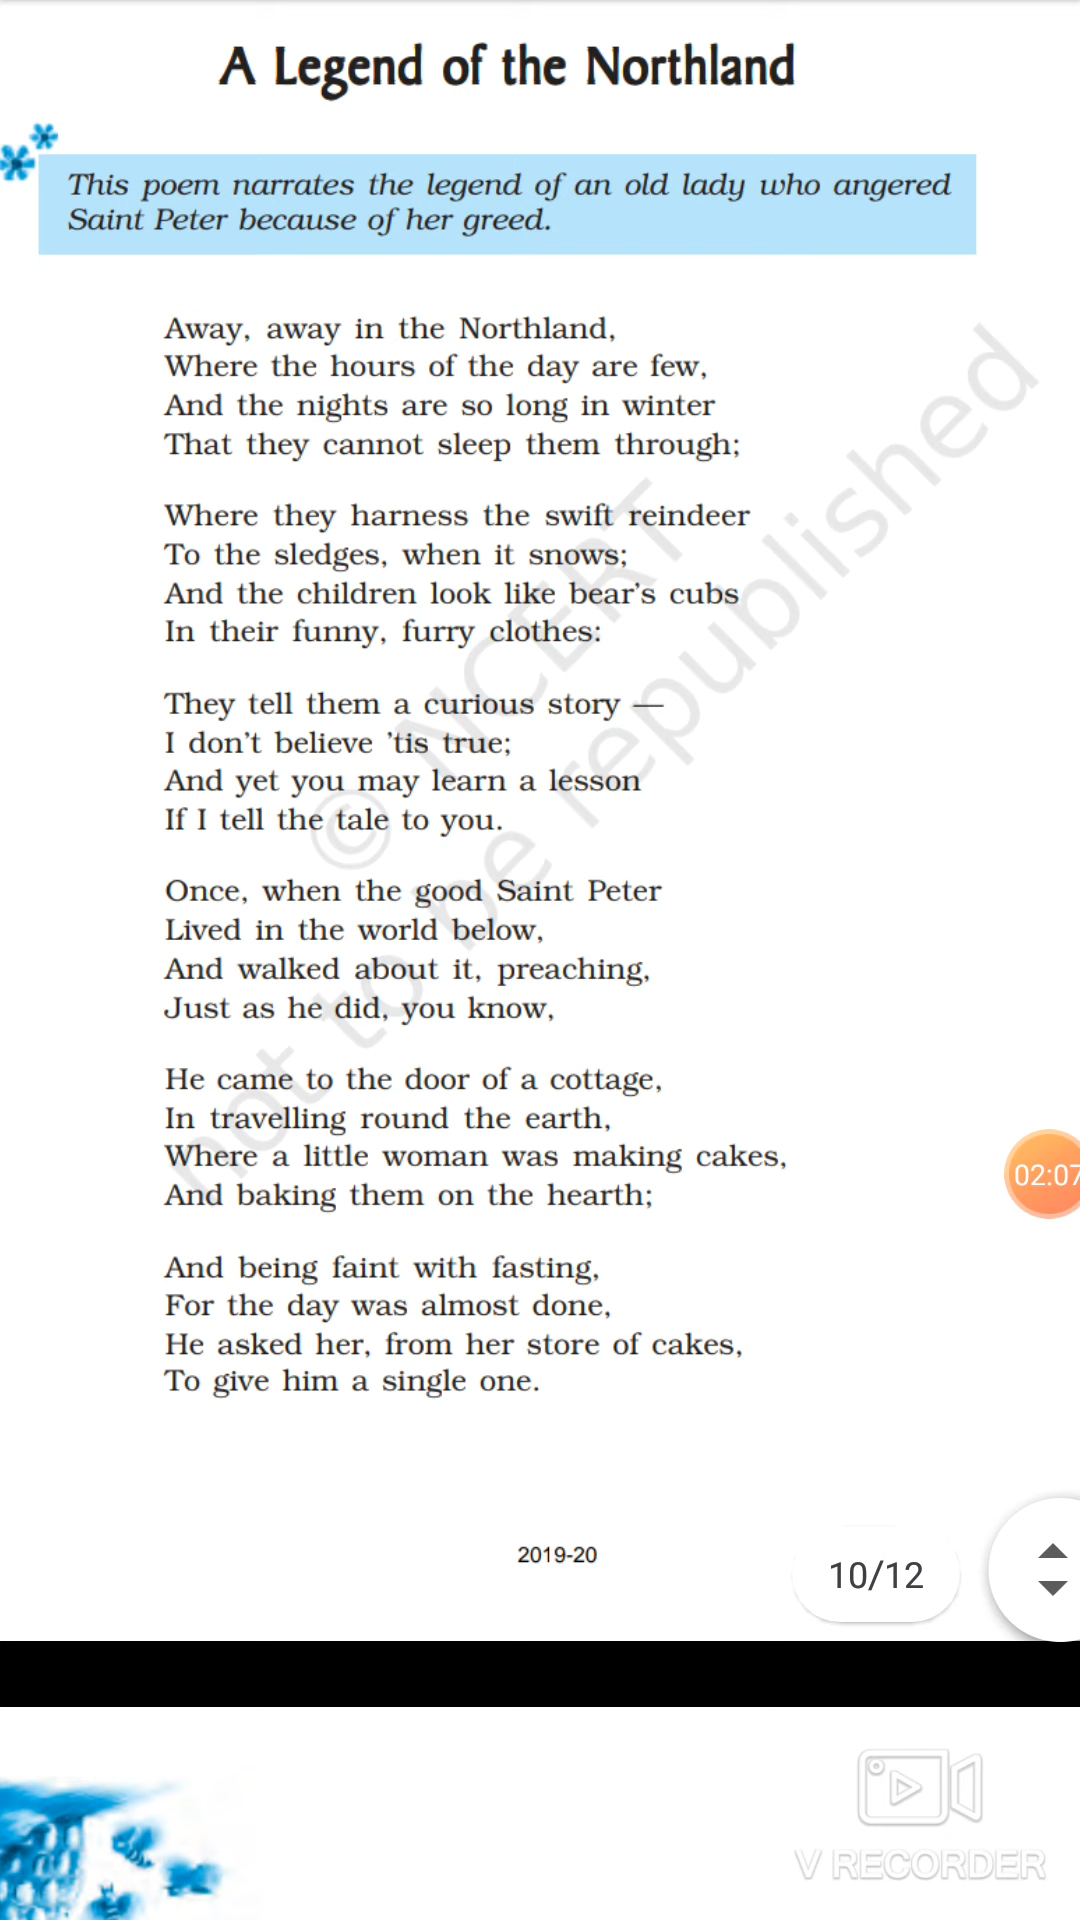 A Legend of the Northland
This poem narrates the legend of an old lady who angered
Saint Peter because of her greed.
Away, away in the Northland,
Where the hours of the day are few,
And the nights are so long in winter
That they cannot sleep them through;
Where they harness the swift reindeer
To the sledges, when it snows;
And the children look like bear’s cubs
In their funny, furry clothes:
They tell them a curious story —
I don’t believe ’tis true;
And yet you may learn a lesson
If I tell the tale to you.
Once, when the good Saint Peter
Lived in the world below,
And walked about it, preaching,
Just as he did, you know,
He came to the door of a cottage,
In travelling round the earth,
Where a little woman was making cakes,
And baking them on the hearth;
And being faint with fasting,
For the day was almost done,
He asked her, from her store of cakes,
To give him a single one.
© NCERT
not to be republished
02:07
2019-20
10/12
V RECORDER